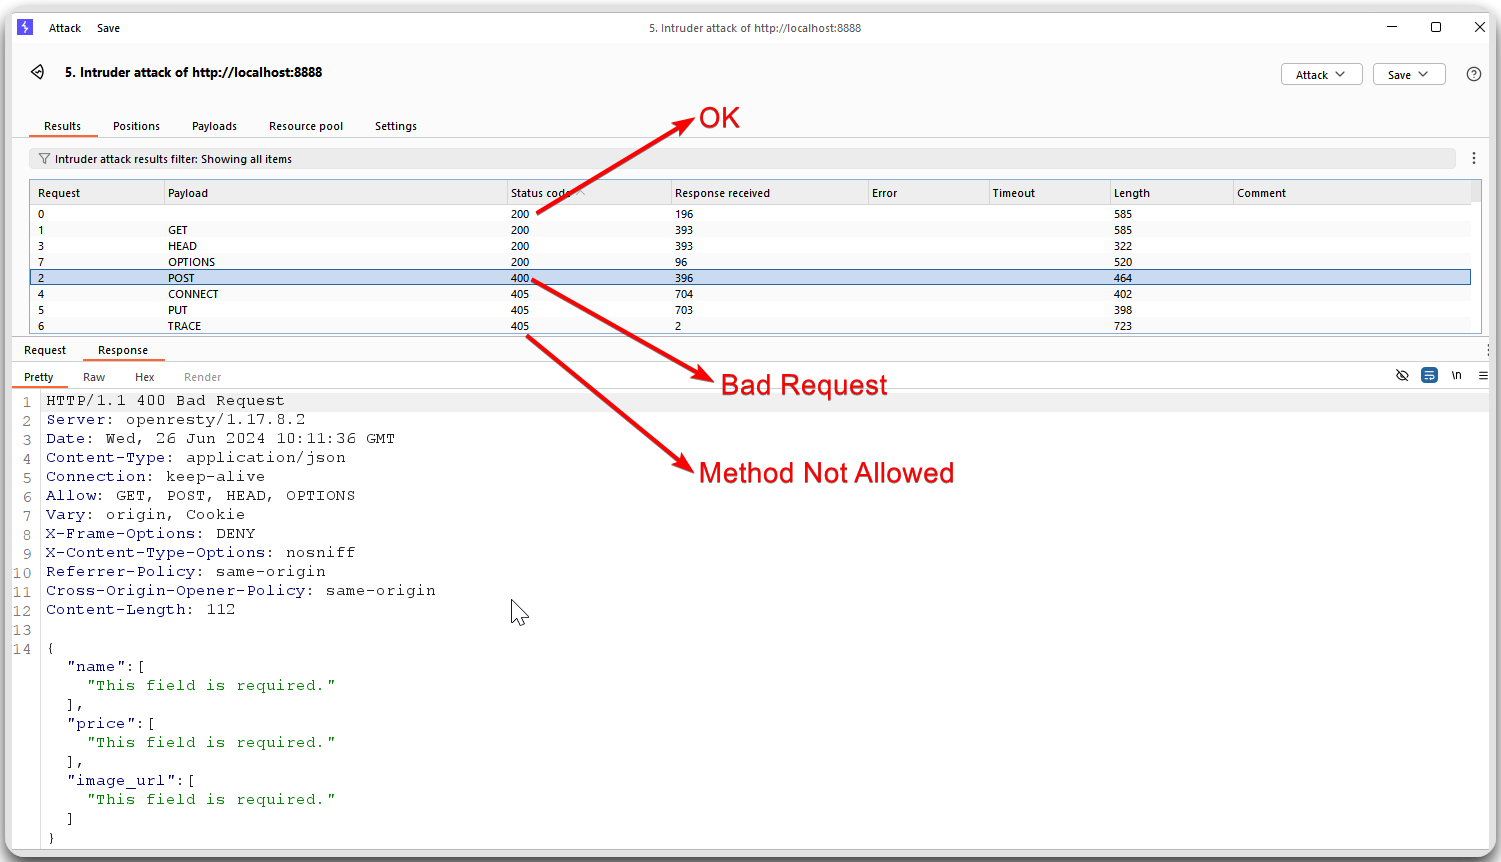 Attack Save 5. Intruder attack of http://localhost:8888
5. Intruder attack of http://localhost:8888 Attack Save
OK
Results Positions Payloads Resource pool Settings
Intruder attack results filter: Showing all items
Request Payload Status code Response received Error Timeout Length Comment
0 200 196 585
1 GET 200 393 585
3 HEAD 200 393 322
7 OPTIONS 200 96 520
2 POST 400 396 464
4 CONNECT 405 704 402
5 PUT 405 703 398
6 TRACE 405 2 723
Request Response
Pretty Raw Hex Render \n
Bad Request
1 HTTP/1.1 400 Bad Request
2 Server: openresty/1.17.8.2
3 Date: Wed, 26 Jun 2024 10:11:36 GMT
4 Content-Type: application/json
5 Connection: keep-alive
Method Not Allowed
6 Allow: GET, POST, HEAD, OPTIONS
7 Vary: origin, Cookie
8 X-Frame-Options: DENY
9 X-Content-Type-Options: nosniff
10 Referrer-Policy: same-origin
11 Cross-Origin-Opener-Policy: same-origin
12 Content-Length: 112
13
14 {
"name":[
"This field is required."
],
"price":[
"This field is required."
],
"image_url":[
"This field is required."
]
}